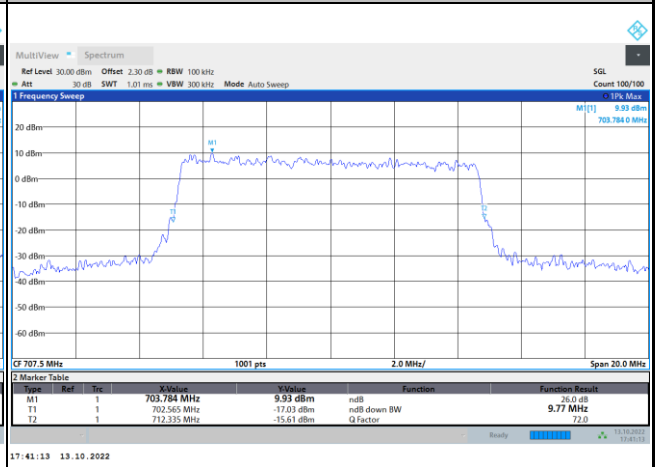 MultiView Spectrum
Ref Level 30.00 dBm Offset 2.30 dB RBW 100 kHz SGL
Att 30 dB SWT 1.01 ms VBW 300 kHz Mode Auto Sweep Count 100/100
1 Frequency Sweep 1Pk Max
M1[1] 9.93 dBm
703.784 0 MHz
20 dBm
M1
10 dBm
0 dBm
-10 dBm
T1 T2
-20 dBm
-30 dBm
-40 dBm
-50 dBm
-60 dBm
CF 707.5 MHz 1001 pts 2.0 MHz/ Span 20.0 MHz
2 Marker Table
Type Ref Trc X-Value Y-Value Function Function Result
M1 1 703.784 MHz 9.93 dBm ndB 26.0 dB
T1 1 702.565 MHz -17.03 dBm ndB down BW 9.77 MHz
T2 1 712.335 MHz -15.61 dBm Q Factor 72.0
Ready 13.10.2022
17:41:13
17:41:13 13.10.2022